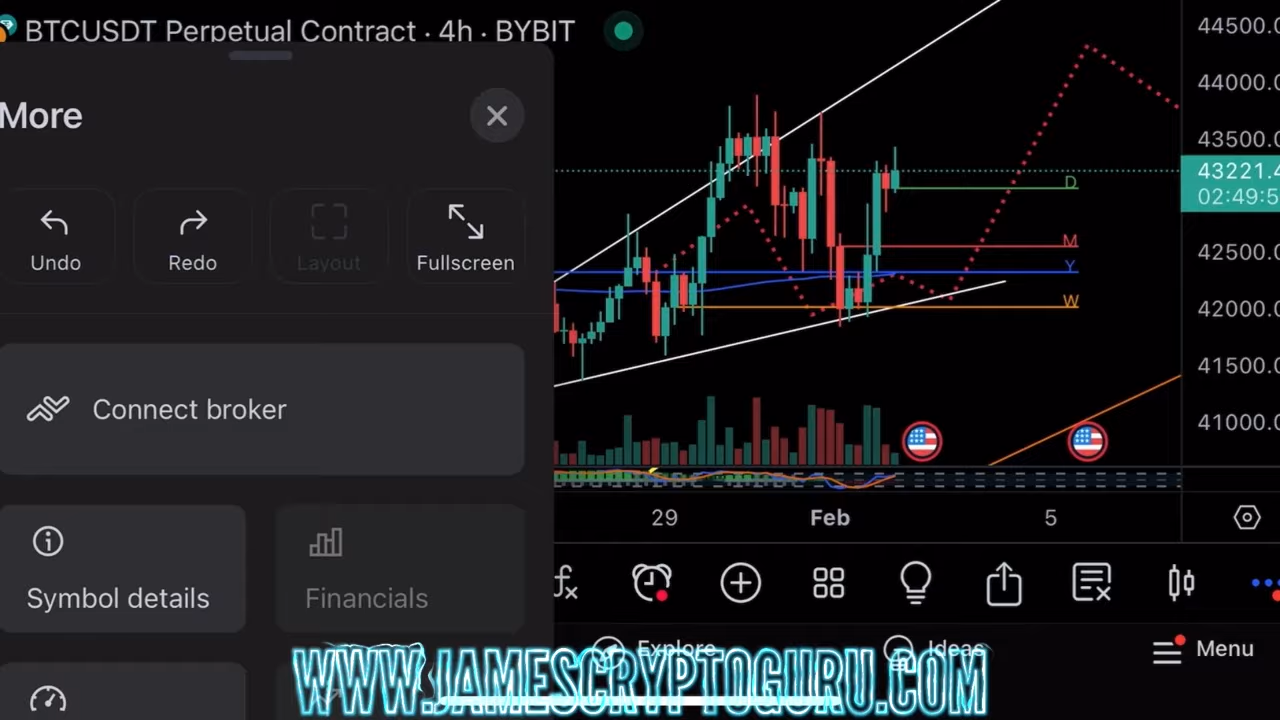 BTCUSDT Perpetual Contract · 4h · BYBIT
More
Undo
Redo
Layout
Fullscreen
Connect broker
Symbol details
Financials
44500.0
44000.0
43500.0
43221.4
02:49:5
42500.0
42000.0
41500.0
41000.0
D
M
Y
W
29
Feb
5
Explore
Ideas
Menu
WWW.JAMESCRYPTOGURU.COM